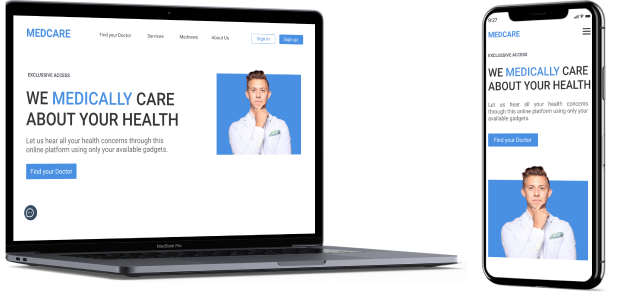 MEDCARE
Find your Doctor Services Mednews About Us Sign in Sign up
EXCLUSSIVE ACCESS
WE MEDICALLY CARE
ABOUT YOUR HEALTH
Let us hear all your health concerns through this
online platform using only your available gadgets.
Find your Doctor
MacBook Pro
9:27
MEDCARE
EXCLUSSIVE ACCESS
WE MEDICALLY CARE
ABOUT YOUR HEALTH
Let us hear all your health concerns
through this online platform using only your
available gadgets.
Find your Doctor